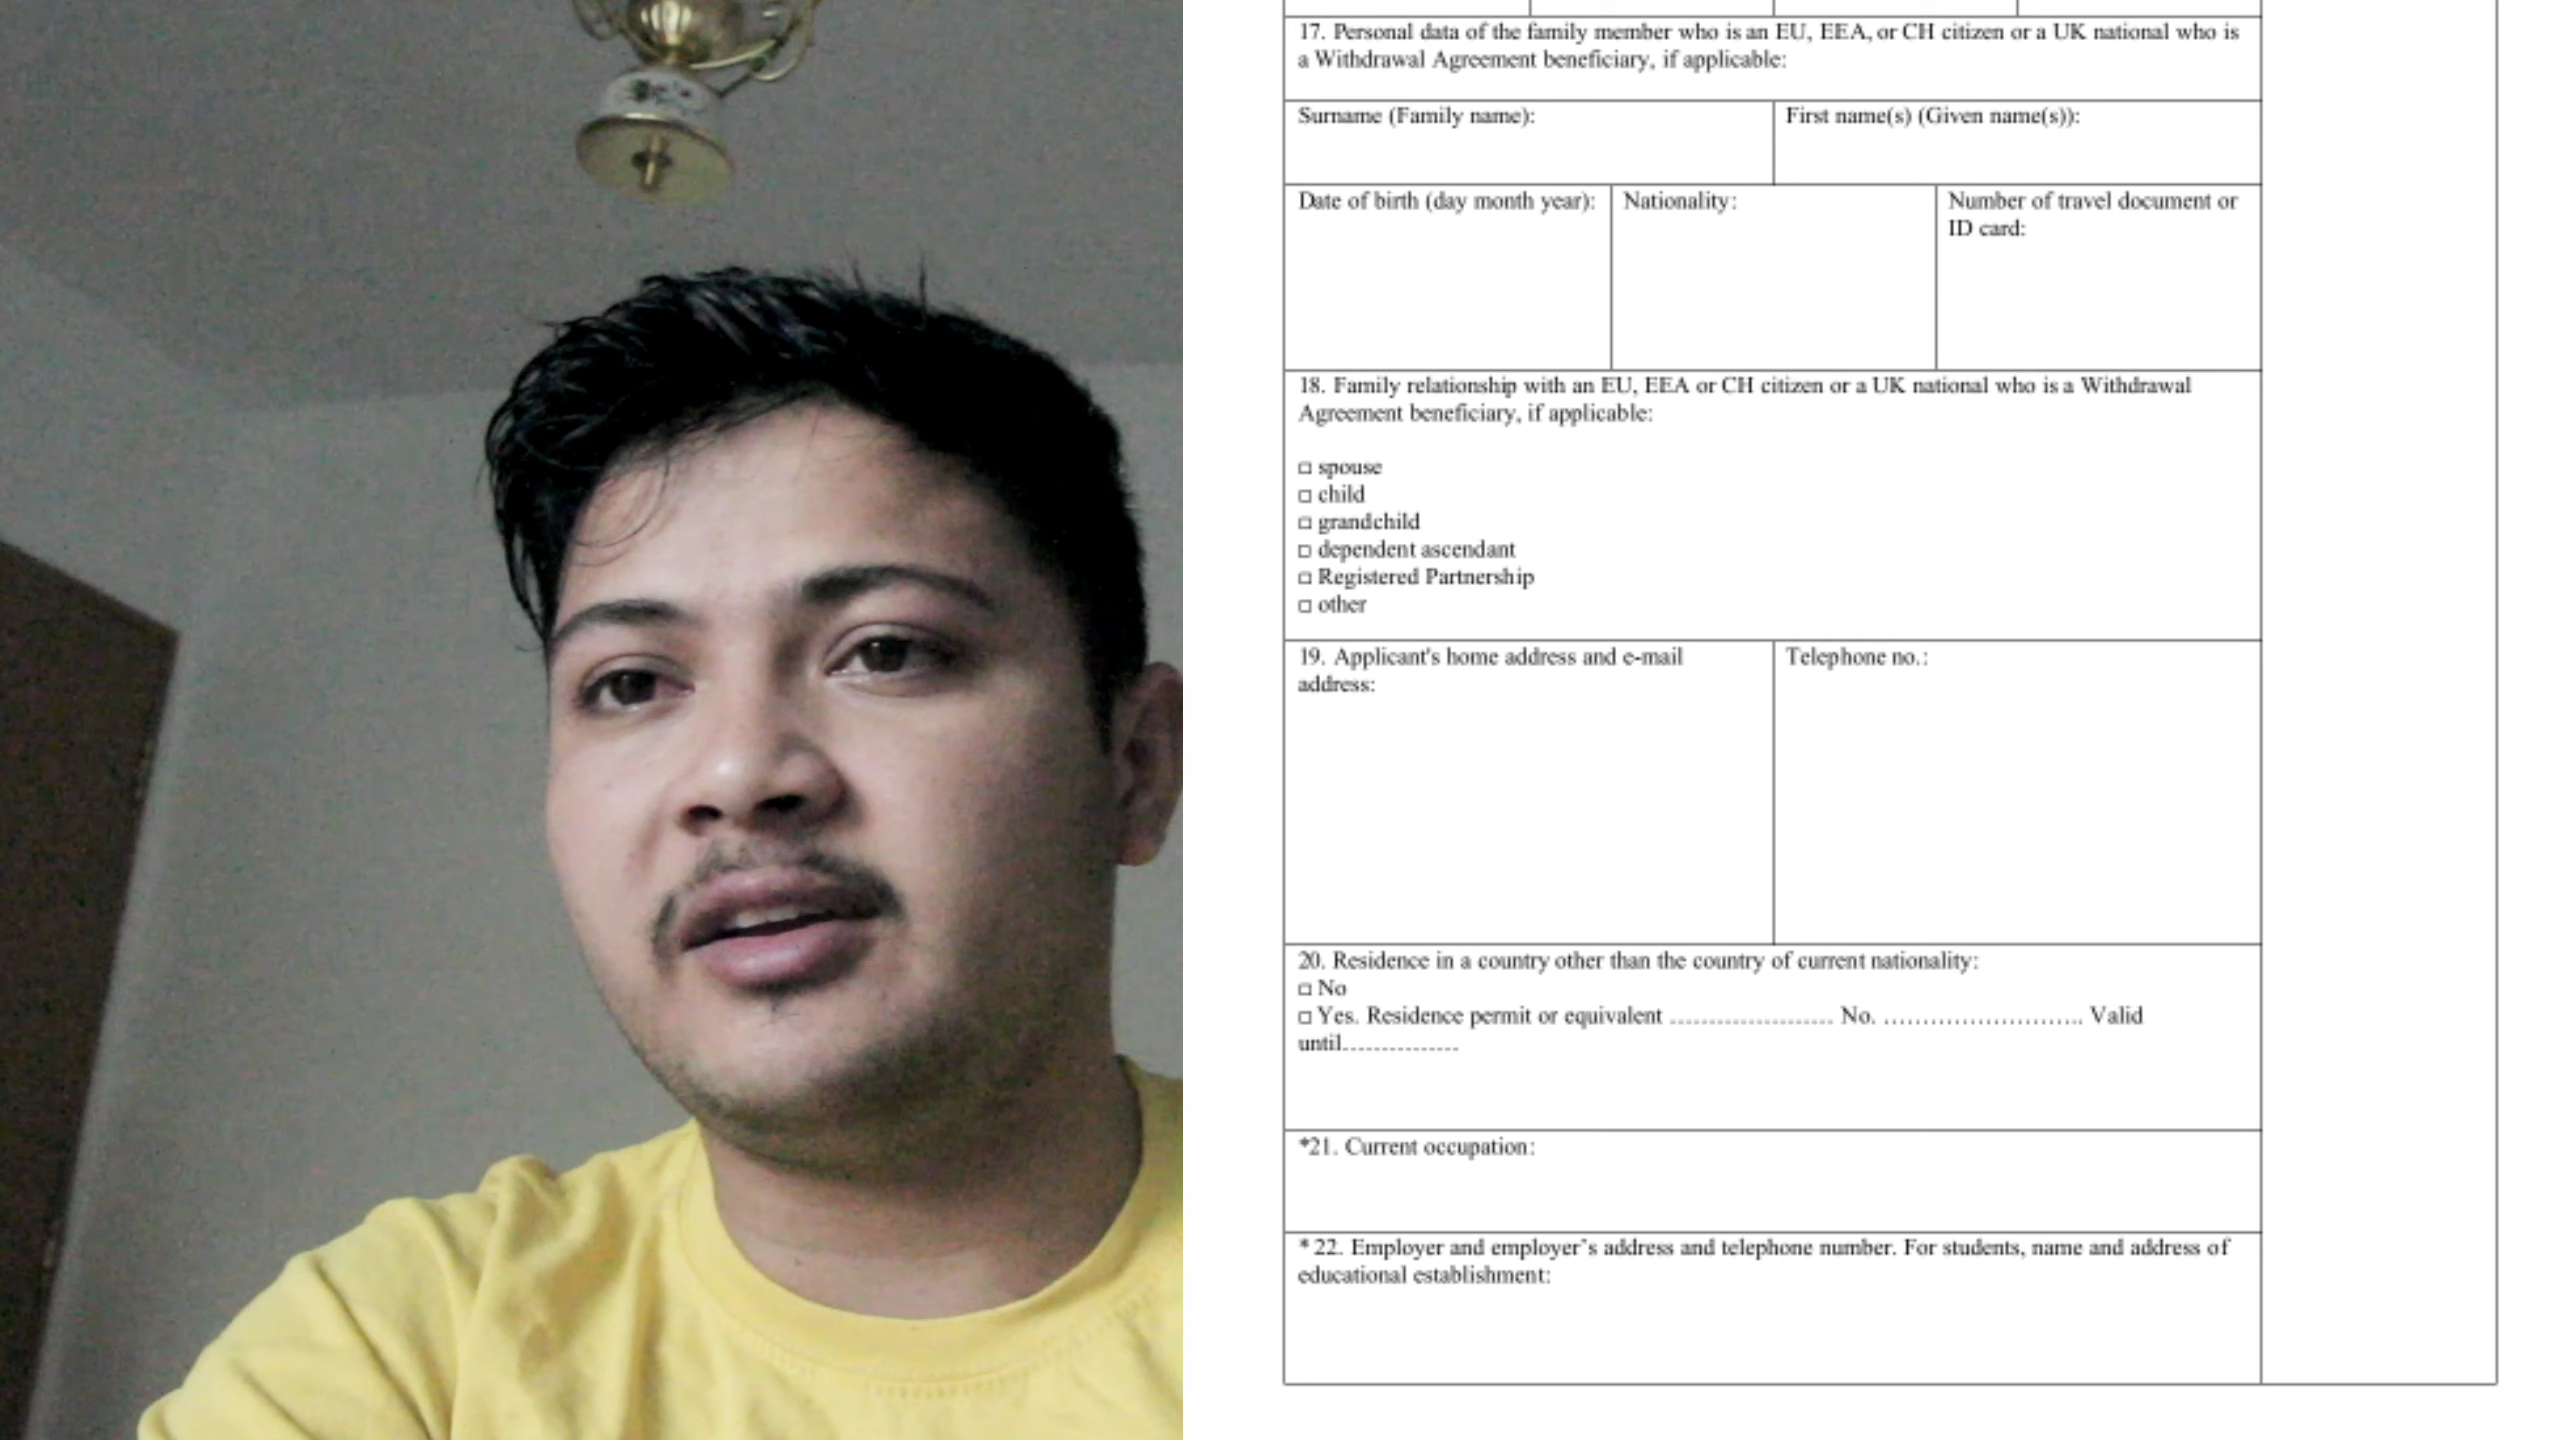 17. Personal data of the family member who is an EU, EEA, or CH citizen or a UK national who is
a Withdrawal Agreement beneficiary, if applicable:
Surname (Family name):
First name(s) (Given name(s)):
Date of birth (day month year):
Nationality:
Number of travel document or
ID card:
18. Family relationship with an EU, EEA or CH citizen or a UK national who is a Withdrawal
Agreement beneficiary, if applicable:
□ spouse
□ child
□ grandchild
□ dependent ascendant
□ Registered Partnership
□ other
19. Applicant's home address and e-mail
address:
Telephone no.:
20. Residence in a country other than the country of current nationality:
□ No
□ Yes. Residence permit or equivalent ..................... No. .......................... Valid
until...............
*21. Current occupation:
* 22. Employer and employer's address and telephone number. For students, name and address of
educational establishment: